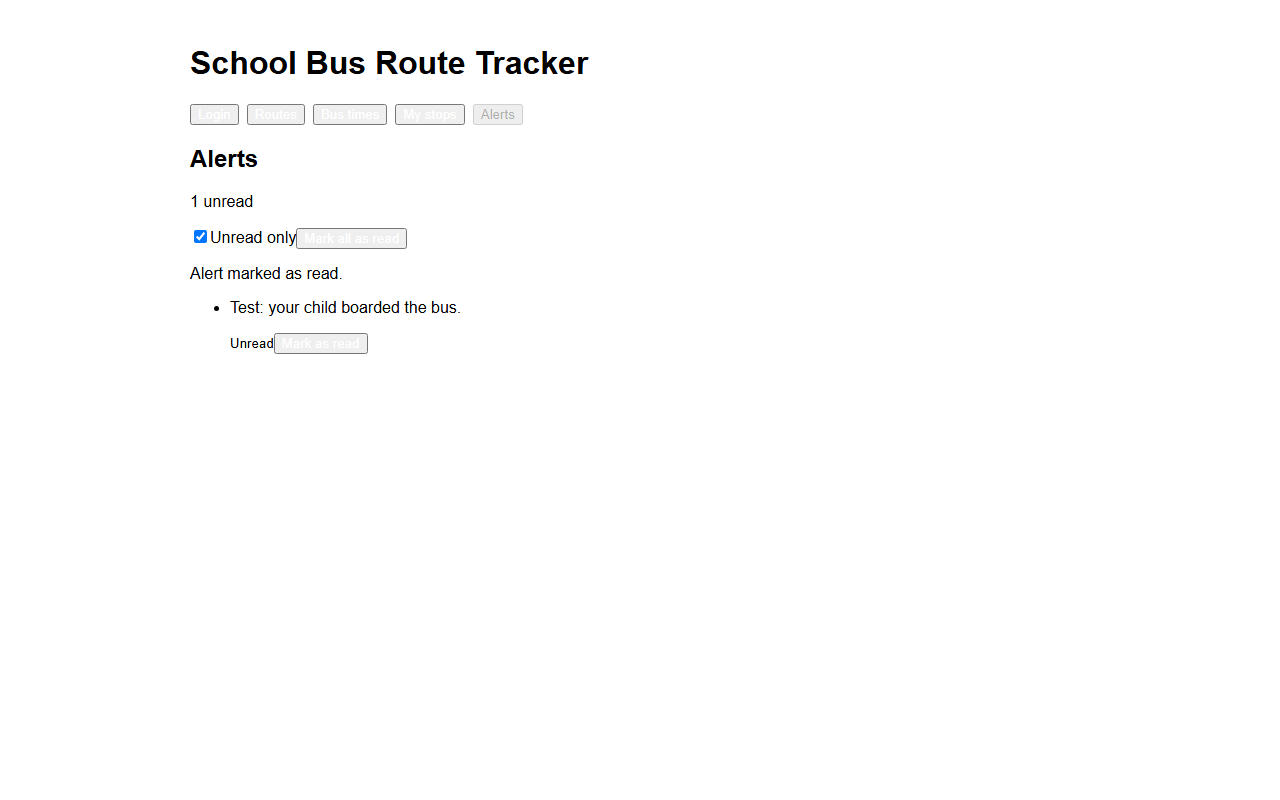 School Bus Route Tracker
Login Routes Bus times My stops Alerts
Alerts
1 unread
Unread only Mark all as read
Alert marked as read.
Test: your child boarded the bus.
Unread Mark as read